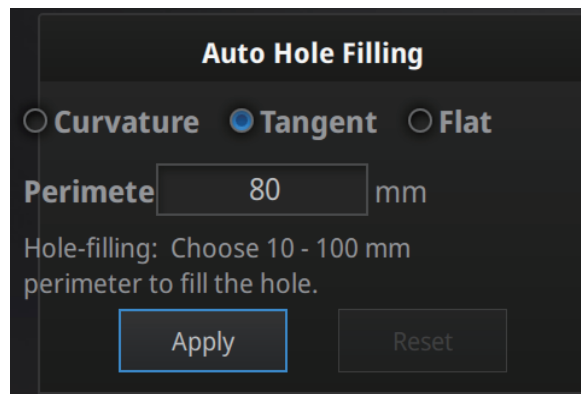 Auto Hole Filling
Curvature Tangent Flat
Perimete 80 mm
Hole-filling: Choose 10 - 100 mm
perimeter to fill the hole.
Apply Reset